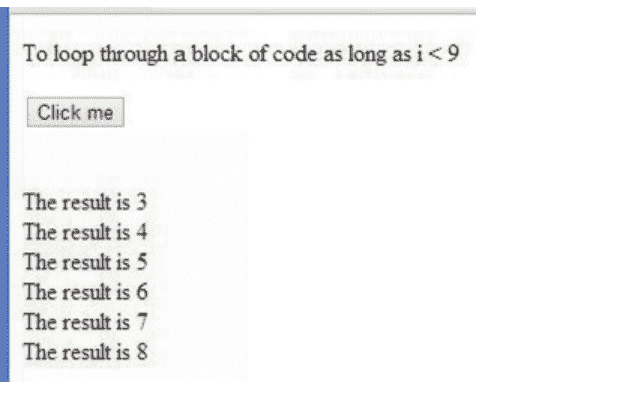 To loop through a block of code as long as i < 9
Click me
The result is 3
The result is 4
The result is 5
The result is 6
The result is 7
The result is 8